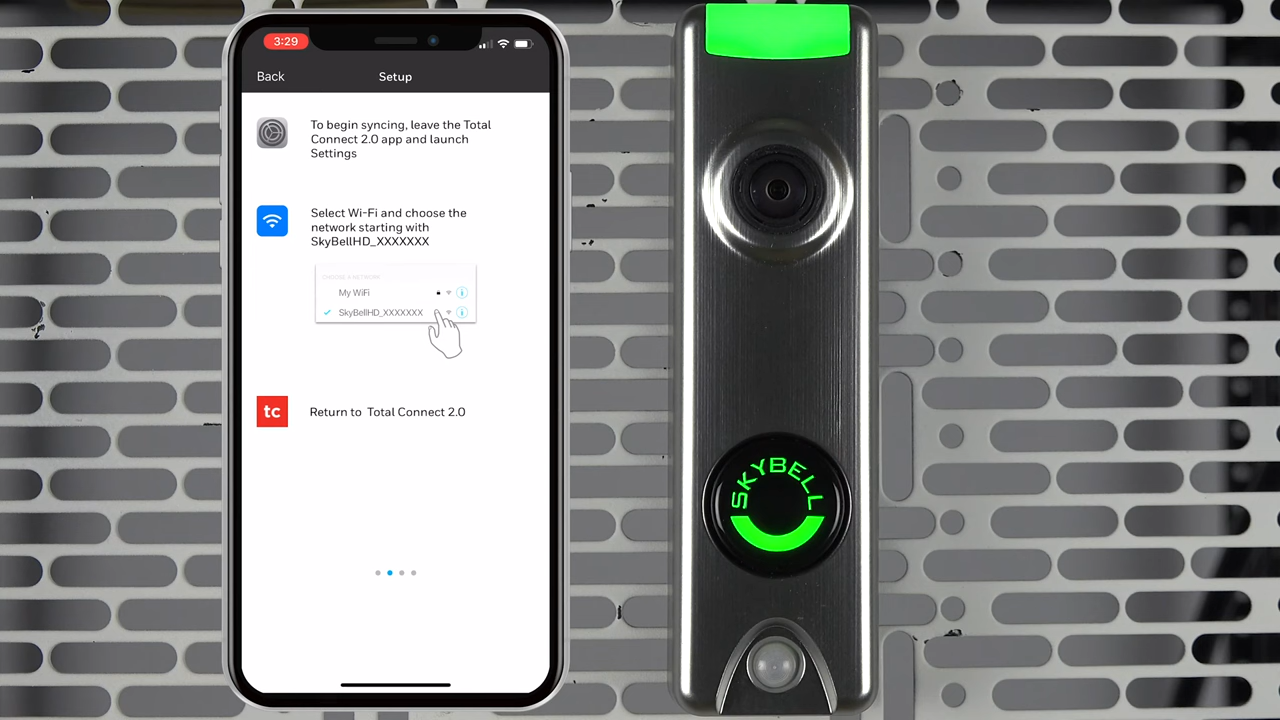 3:29
Back
Setup
To begin syncing, leave the Total
Connect 2.0 app and launch
Settings
Select Wi-Fi and choose the
network starting with
SkyBellHD_XXXXXXX
CHOOSE A NETWORK
My WiFi
SkyBellHD_XXXXXXX
tc
Return to Total Connect 2.0
SKYBELL